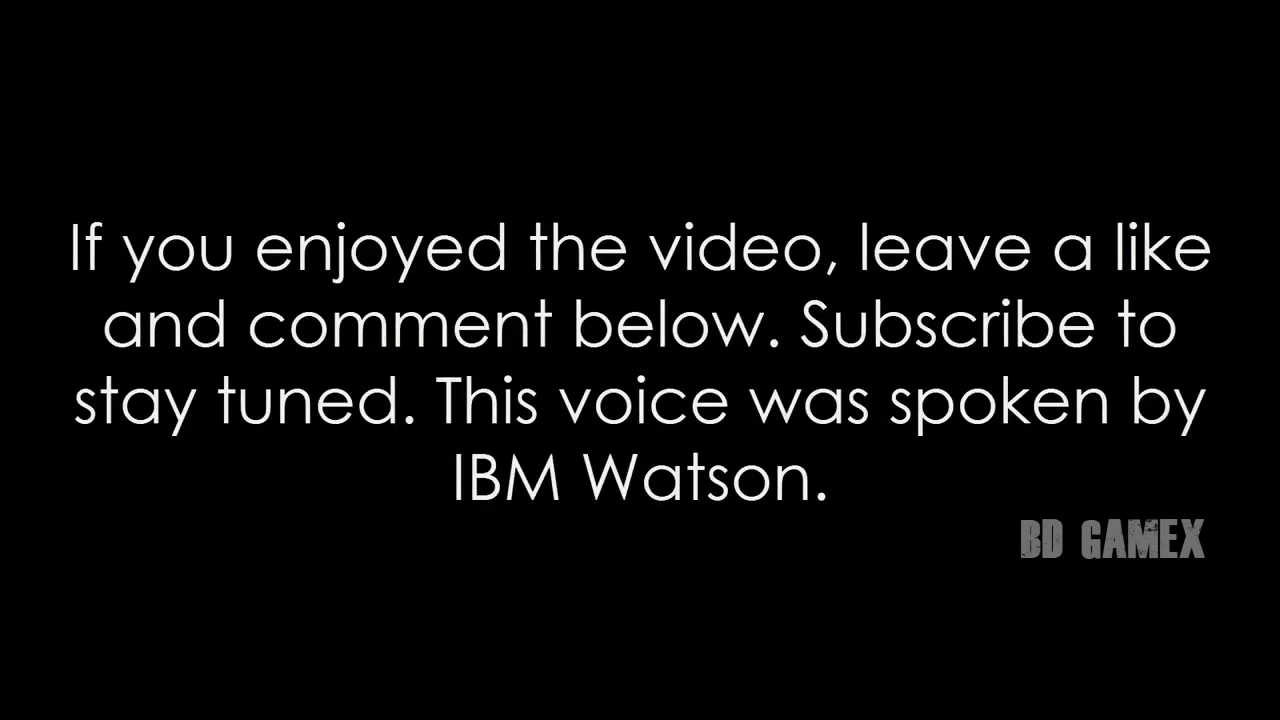 If you enjoyed the video, leave a like
and comment below. Subscribe to
stay tuned. This voice was spoken by
IBM Watson.
BD GAMEX